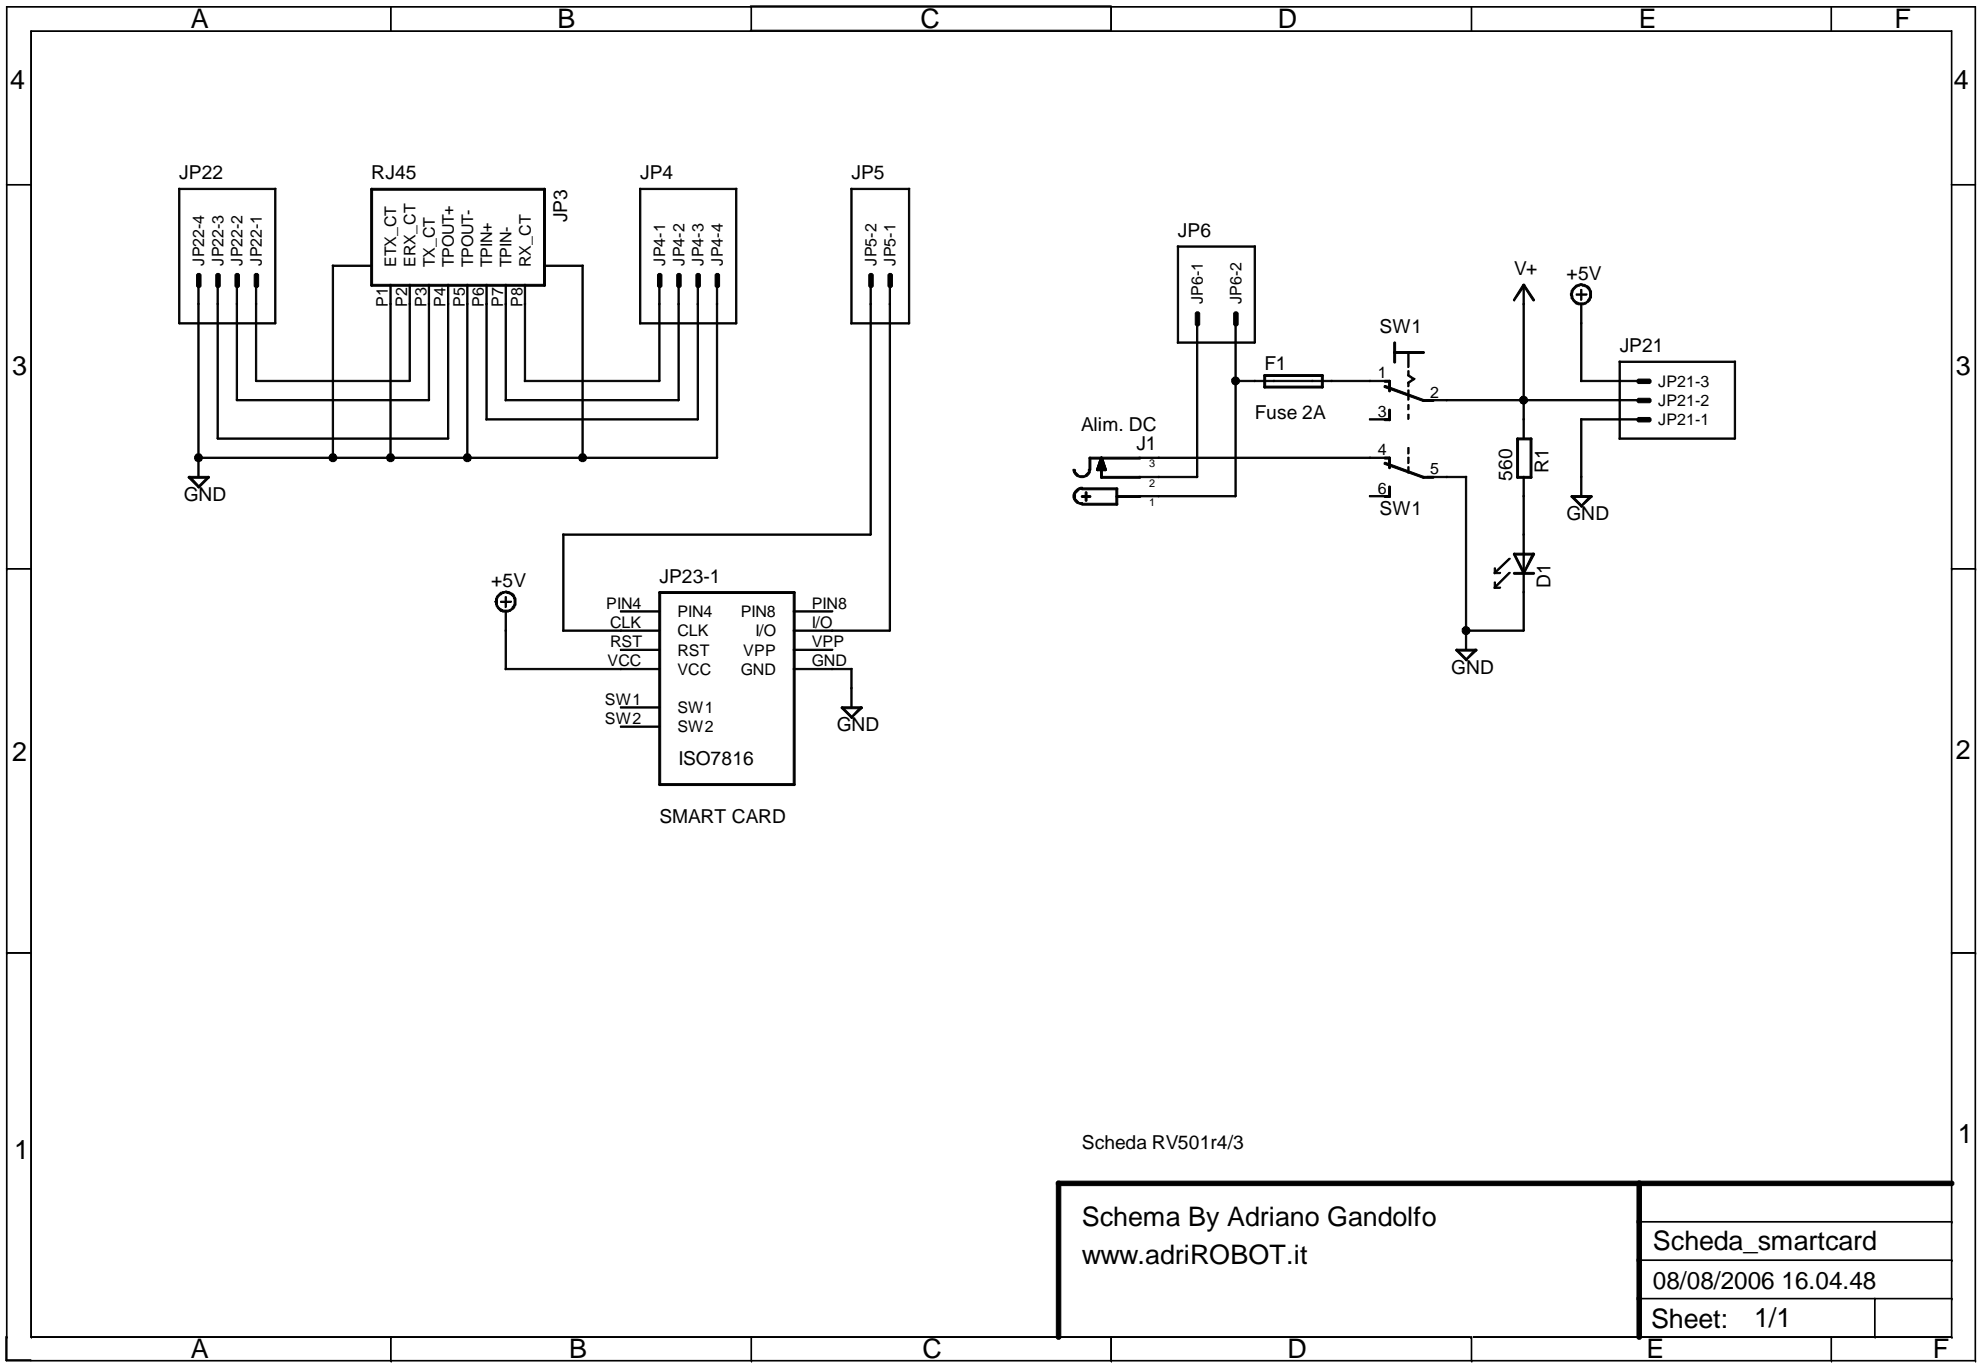 A B C D E F
4 4
JP22 RJ45 JP4 JP5
JP3
JP22-4 JP22-3 JP22-2 JP22-1
ETX_CT ERX_CT TX_CT TPOUT+ TPOUT- TPIN+ TPIN- RX_CT
P1 P2 P3 P4 P5 P6 P7 P8
JP4-1 JP4-2 JP4-3 JP4-4
JP5-2 JP5-1
GND
JP6
JP6-1 JP6-2
V+ +5V
SW1
F1
Fuse 2A
1
2
3
JP21
JP21-3
JP21-2
JP21-1
3 3
Alim. DC
J1
3
2
1
4
5
6
SW1
560 R1
GND
D1
GND
+5V
JP23-1
PIN4 PIN4 PIN8 PIN8
CLK CLK I/O I/O
RST RST VPP VPP
VCC VCC GND GND
SW1 SW1
SW2 SW2
GND
ISO7816
SMART CARD
2 2
1 1
Scheda RV501r4/3
Schema By Adriano Gandolfo
www.adriROBOT.it
Scheda_smartcard
08/08/2006 16.04.48
Sheet: 1/1
A B C D E F